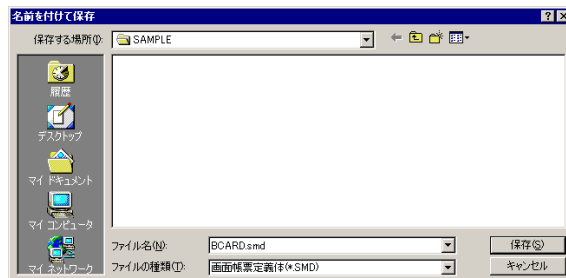 名前を付けて保存
保存する場所(I):
SAMPLE
履歴
デスクトップ
マイ ドキュメント
マイ コンピュータ
マイ ネットワーク
ファイル名(N):
BCARD.smd
保存(S)
ファイルの種類(T):
画面帳票定義体(*.SMD)
キャンセル